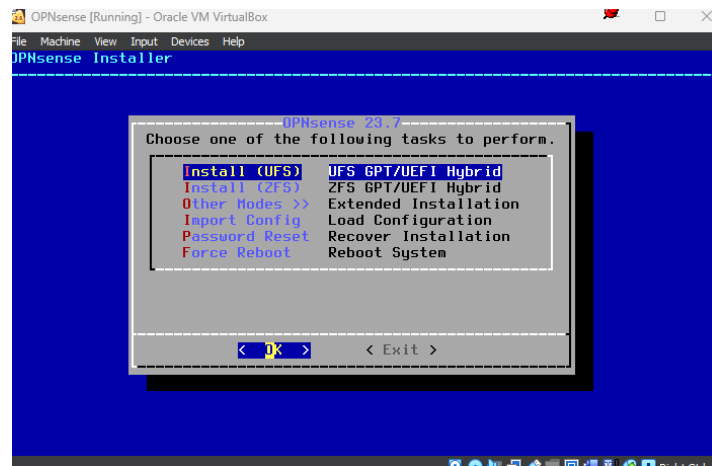 OPNsense [Running] - Oracle VM VirtualBox
File Machine View Input Devices Help
OPNsense Installer
OPNsense 23.7
Choose one of the following tasks to perform.
Install (UFS) UFS GPT/UEFI Hybrid
Install (ZFS) ZFS GPT/UEFI Hybrid
Other Modes >> Extended Installation
Import Config Load Configuration
Password Reset Recover Installation
Force Reboot Reboot System
< OK > < Exit >